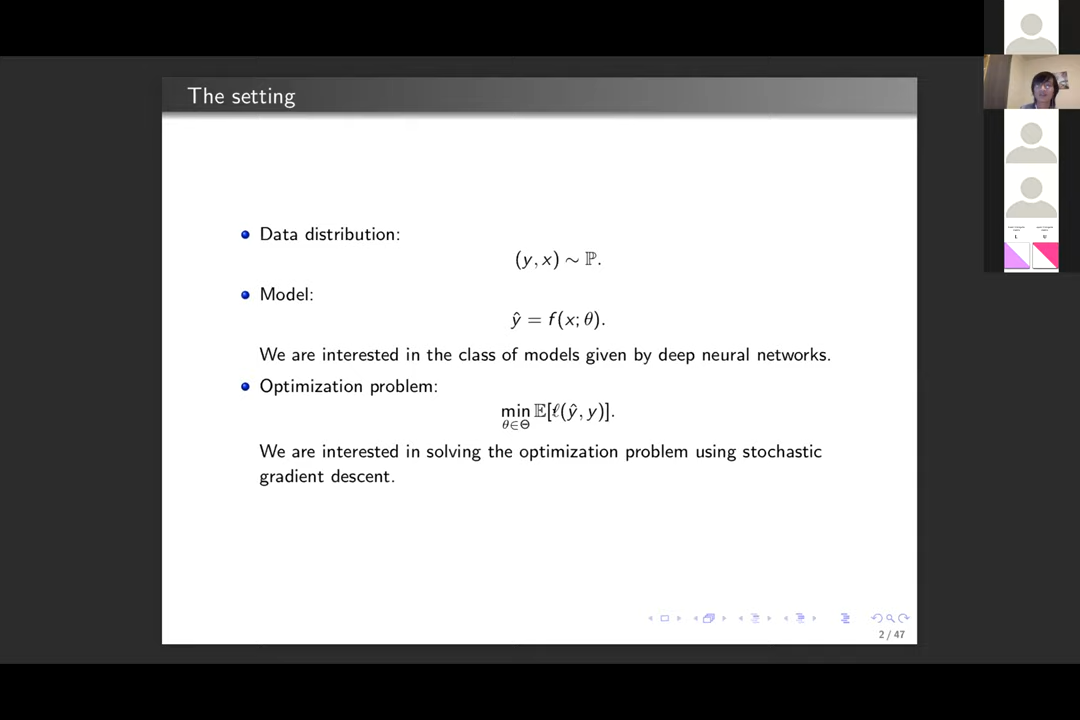 The setting
Data distribution:
(y, x) ∼ ℙ.
Model:
ŷ = f(x; θ).
We are interested in the class of models given by deep neural networks.
Optimization problem:
min 𝔼[ℓ(ŷ, y)].
θ∈Θ
We are interested in solving the optimization problem using stochastic
gradient descent.
2 / 47
L
U